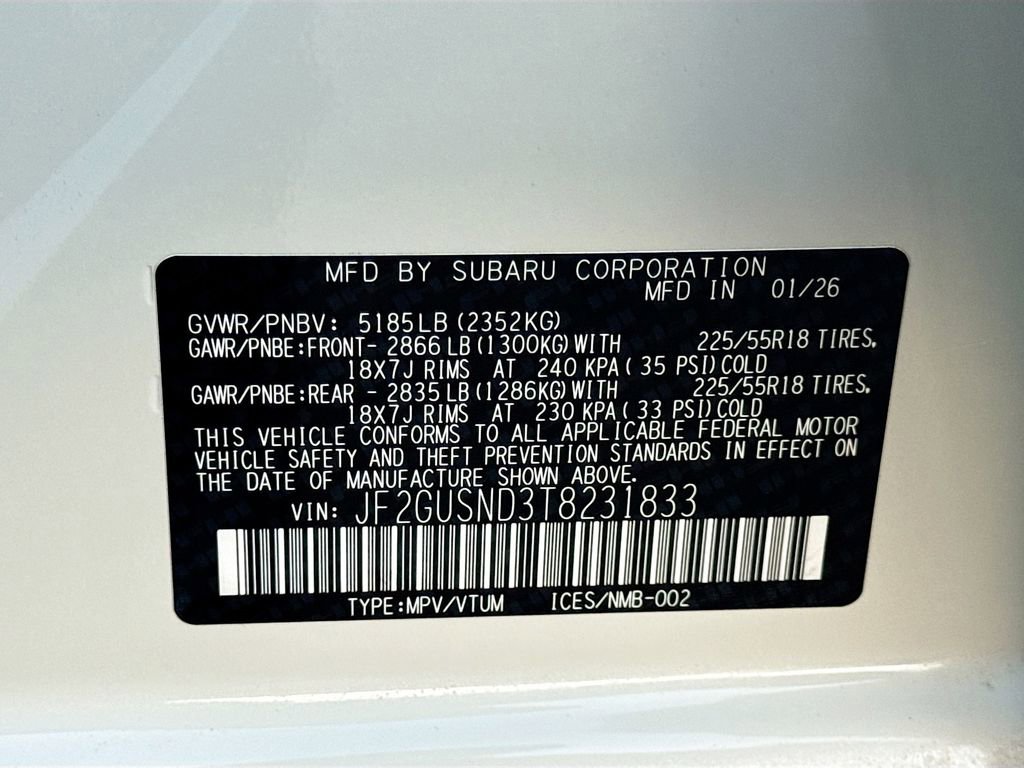 MFD BY SUBARU CORPORATION
MFD IN 01/26
GVWR/PNBV: 5185LB (2352KG)
GAWR/PNBE:FRONT- 2866 LB (1300KG) WITH 225/55R18 TIRES,
18X7J RIMS AT 240 KPA ( 35 PSI) COLD
GAWR/PNBE:REAR - 2835 LB (1286KG) WITH 225/55R18 TIRES,
18X7J RIMS AT 230 KPA ( 33 PSI) COLD
THIS VEHICLE CONFORMS TO ALL APPLICABLE FEDERAL MOTOR
VEHICLE SAFETY AND THEFT PREVENTION STANDARDS IN EFFECT ON
THE DATE OF MANUFACTURE SHOWN ABOVE.
VIN: JF2GUSND3T8231833
TYPE:MPV/VTUM ICES/NMB-002